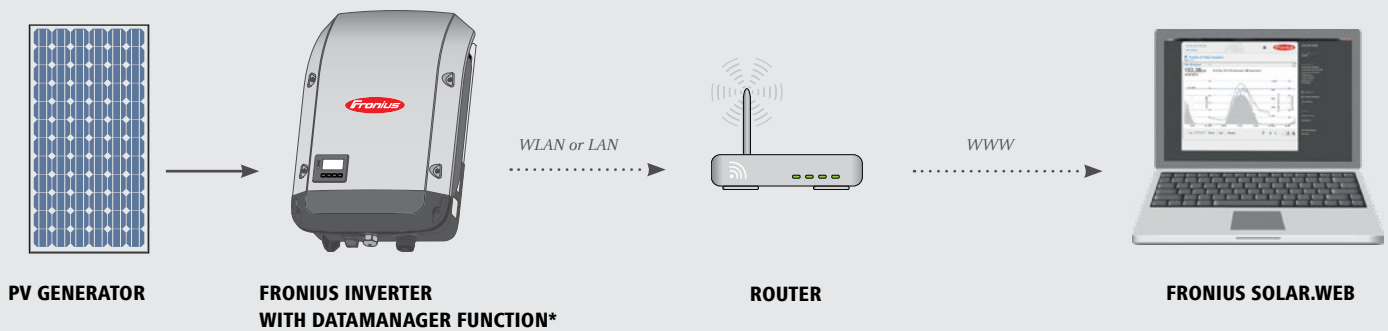 Fronius
WLAN or LAN
WWW
PV GENERATOR
FRONIUS INVERTER
WITH DATAMANAGER FUNCTION*
ROUTER
FRONIUS SOLAR.WEB